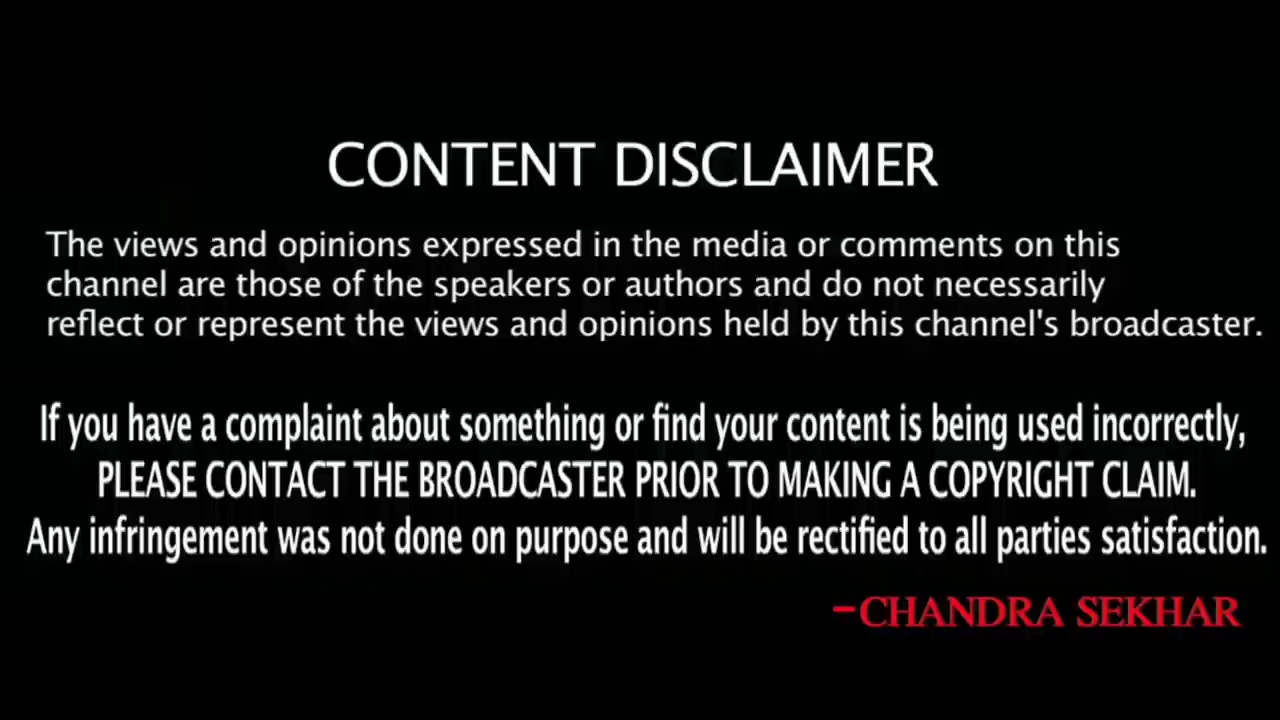 CONTENT DISCLAIMER
The views and opinions expressed in the media or comments on this
channel are those of the speakers or authors and do not necessarily
reflect or represent the views and opinions held by this channel's broadcaster.
If you have a complaint about something or find your content is being used incorrectly,
PLEASE CONTACT THE BROADCASTER PRIOR TO MAKING A COPYRIGHT CLAIM.
Any infringement was not done on purpose and will be rectified to all parties satisfaction.
-CHANDRA SEKHAR